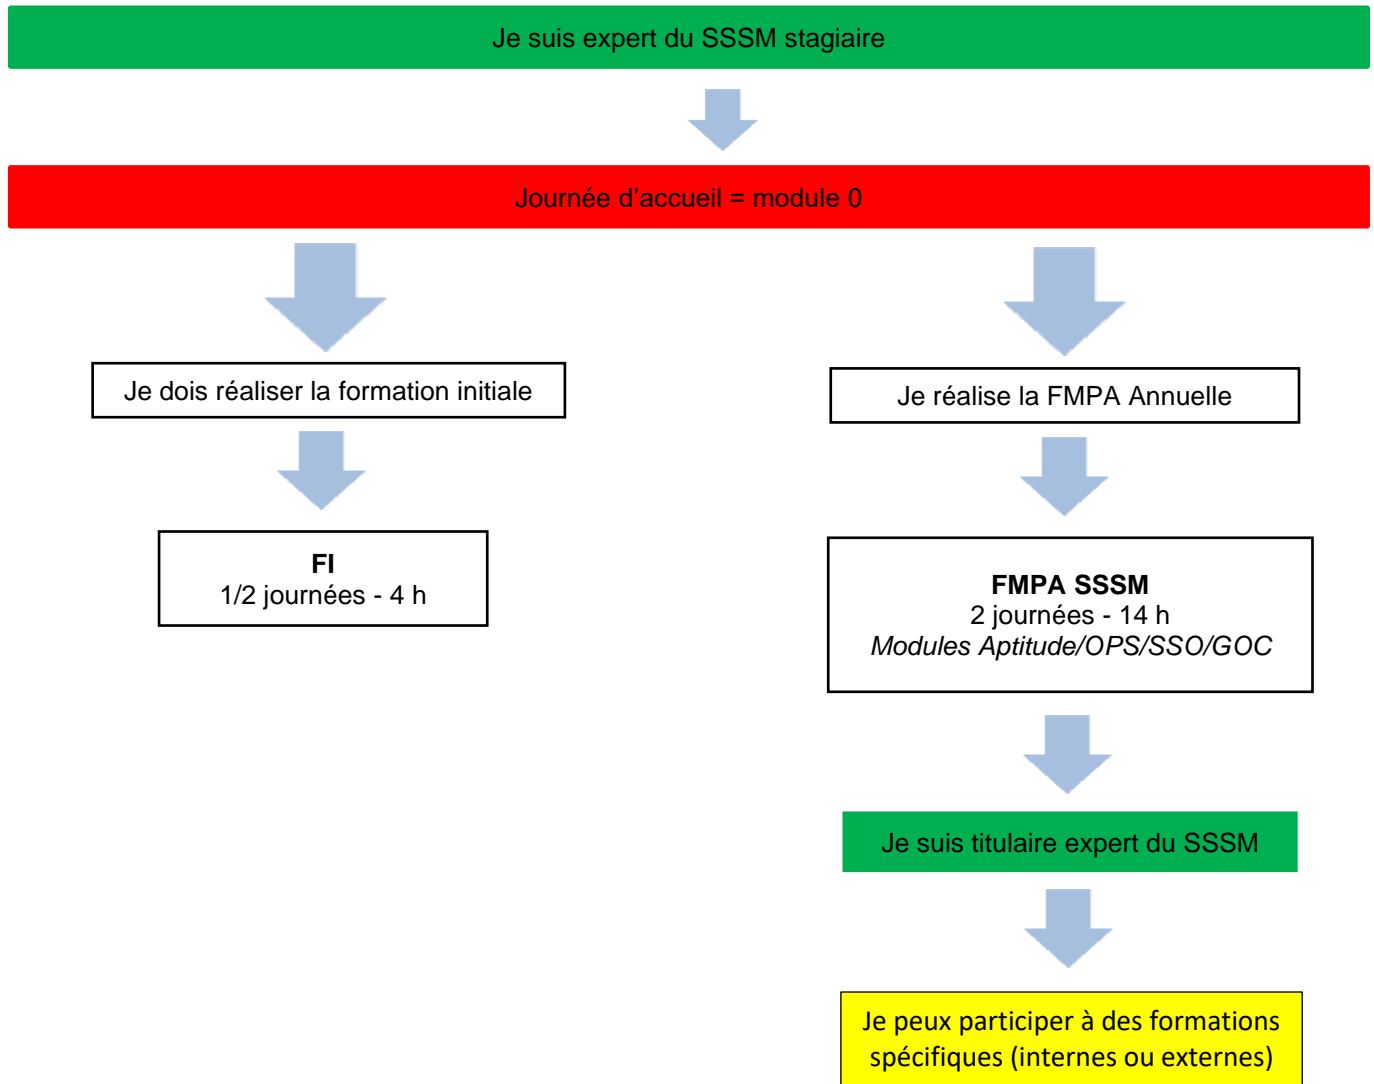 Je suis expert du SSSM stagiaire
Journée d’accueil = module 0
Je dois réaliser la formation initiale
FI
1/2 journées - 4 h
Je réalise la FMPA Annuelle
FMPA SSSM
2 journées - 14 h
Modules Aptitude/OPS/SSO/GOC
Je suis titulaire expert du SSSM
Je peux participer à des formations
spécifiques (internes ou externes)